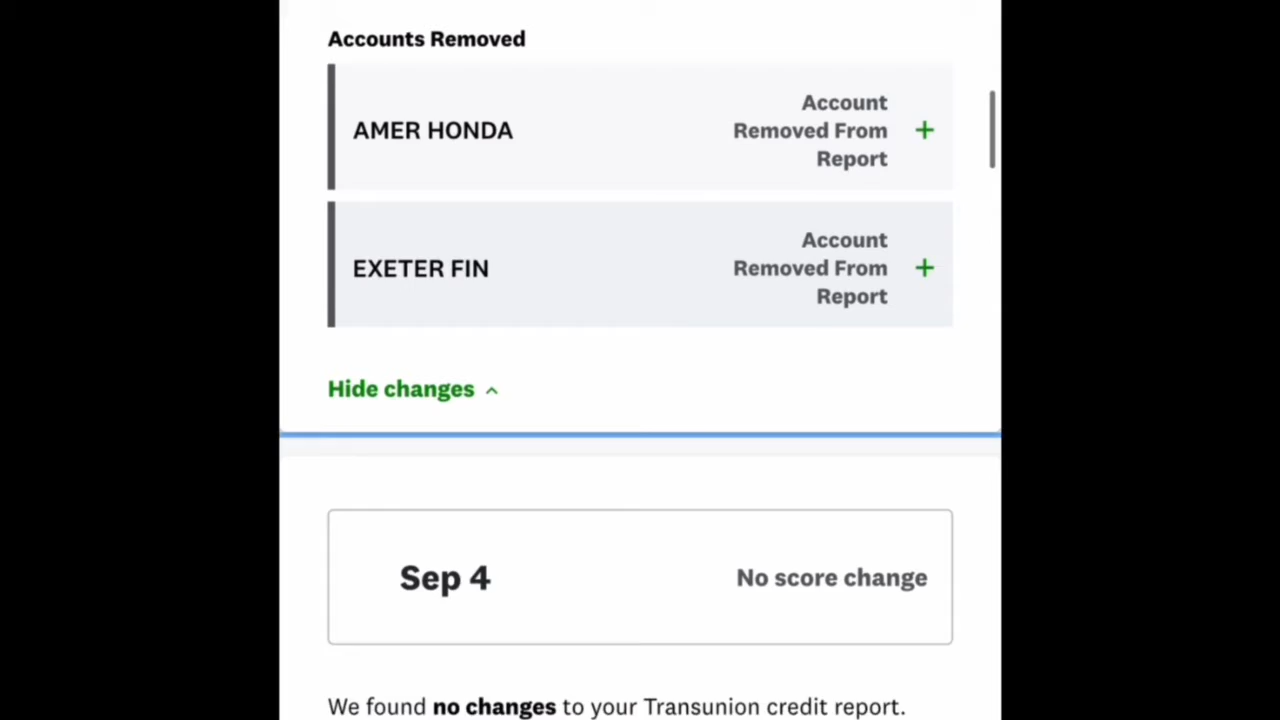 Accounts Removed
AMER HONDA
Account
Removed From
Report
+
EXETER FIN
Account
Removed From
Report
+
Hide changes
Sep 4
No score change
We found no changes to your Transunion credit report.